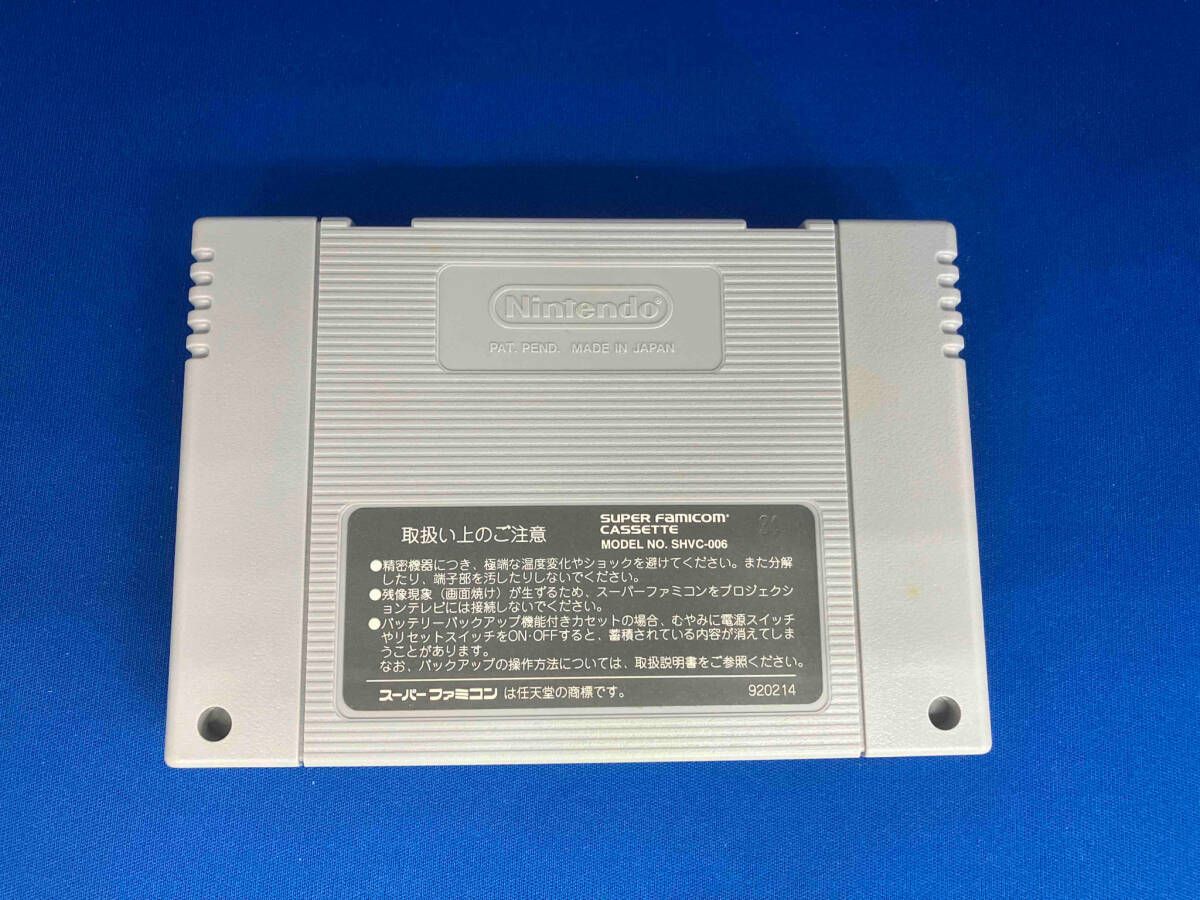 Nintendo®
PAT. PEND. MADE IN JAPAN
取扱い上のご注意
SUPER FAMICOM
CASSETTE
MODEL NO. SHVC-006
●精密機器につき、極端な温度変化やショックを避けてください。また分解
したり、端子部を汚したりしないでください。
●残像現象（画面焼け）が生ずるため、スーパーファミコンをプロジェクシ
ョンテレビには接続しないでください。
●バッテリーバックアップ機能付きカセットの場合、むやみに電源スイッチ
やリセットスイッチをON・OFFすると、蓄積されている内容が消えてしま
うことがあります。
なお、バックアップの操作方法については、取扱説明書をご参照ください。
スーパーファミコン は任天堂の商標です。 920214